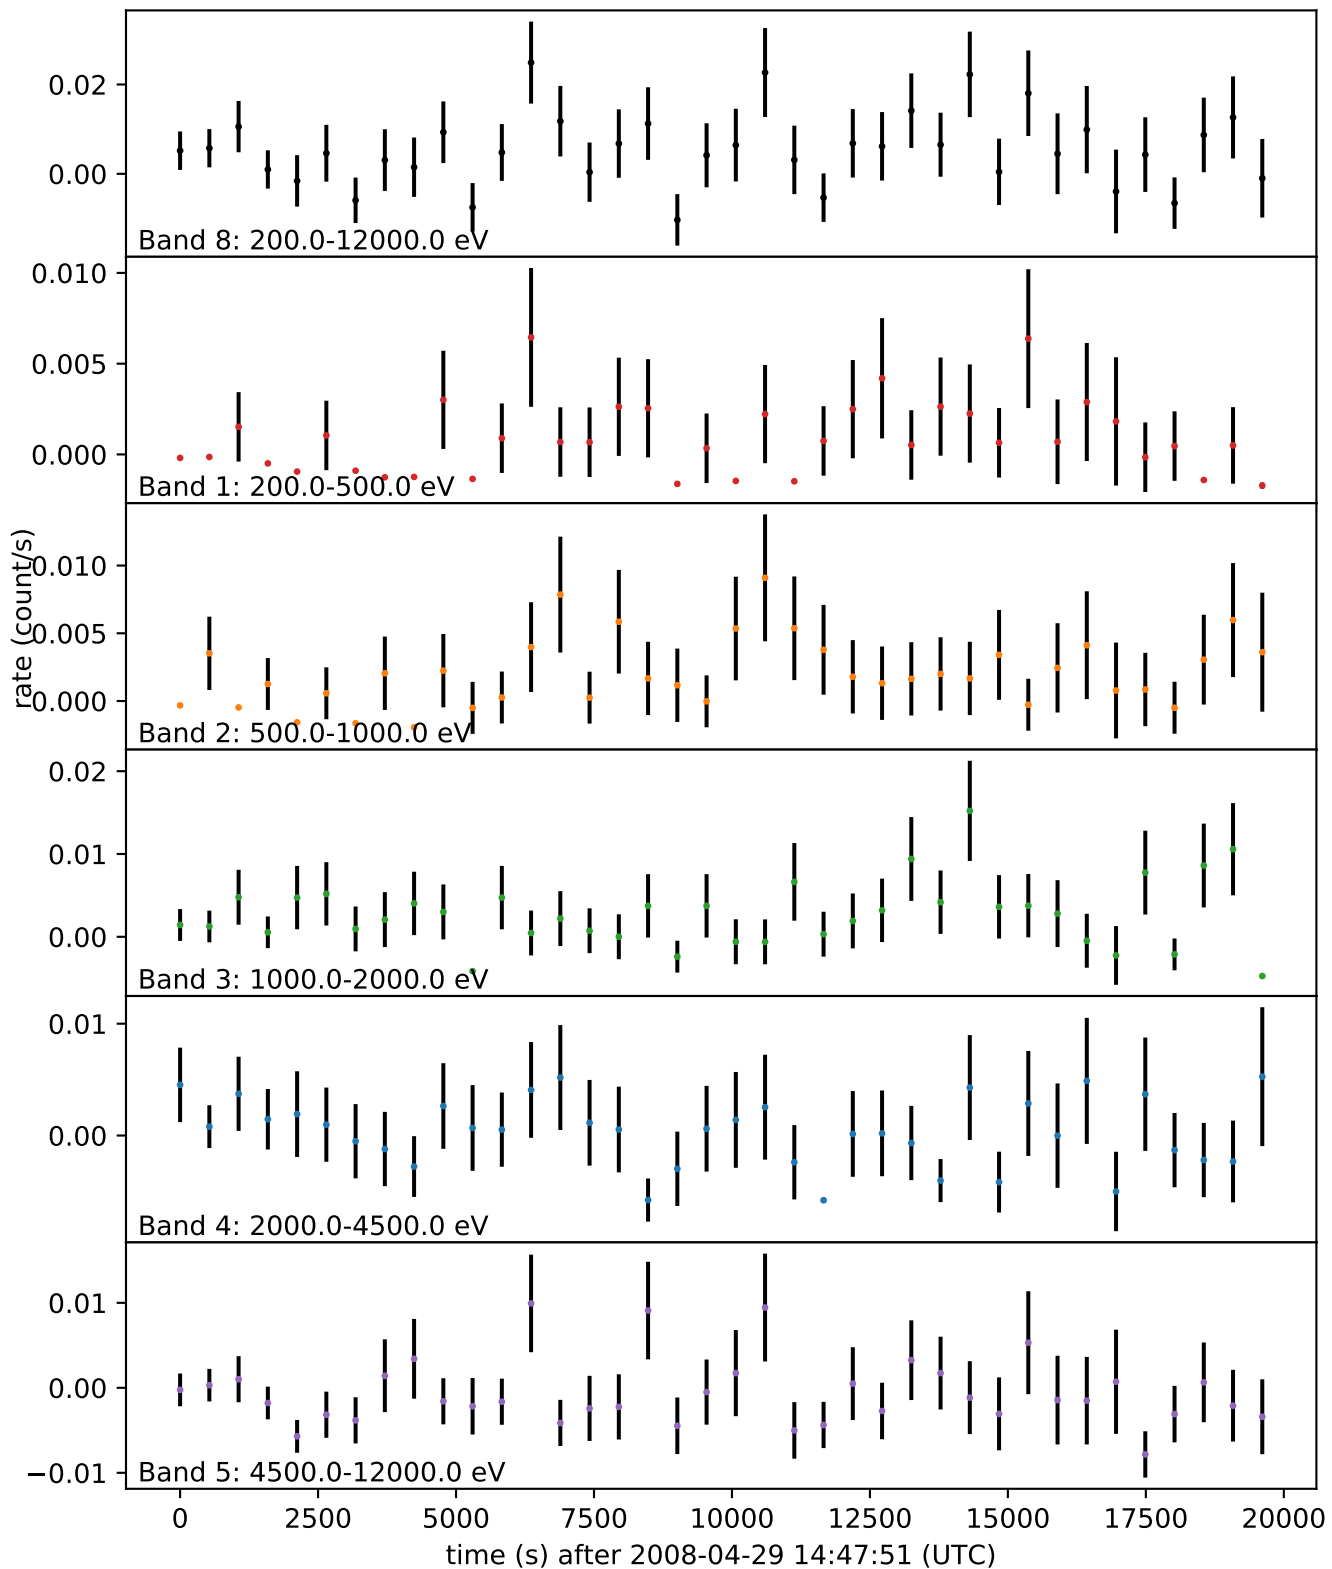 0.02
0.00
Band 8: 200.0-12000.0 eV
0.010
0.005
0.000
Band 1: 200.0-500.0 eV
rate (count/s)
0.010
0.005
0.000
Band 2: 500.0-1000.0 eV
0.02
0.01
0.00
Band 3: 1000.0-2000.0 eV
0.01
0.00
Band 4: 2000.0-4500.0 eV
0.01
0.00
−0.01
Band 5: 4500.0-12000.0 eV
0 2500 5000 7500 10000 12500 15000 17500 20000
time (s) after 2008-04-29 14:47:51 (UTC)